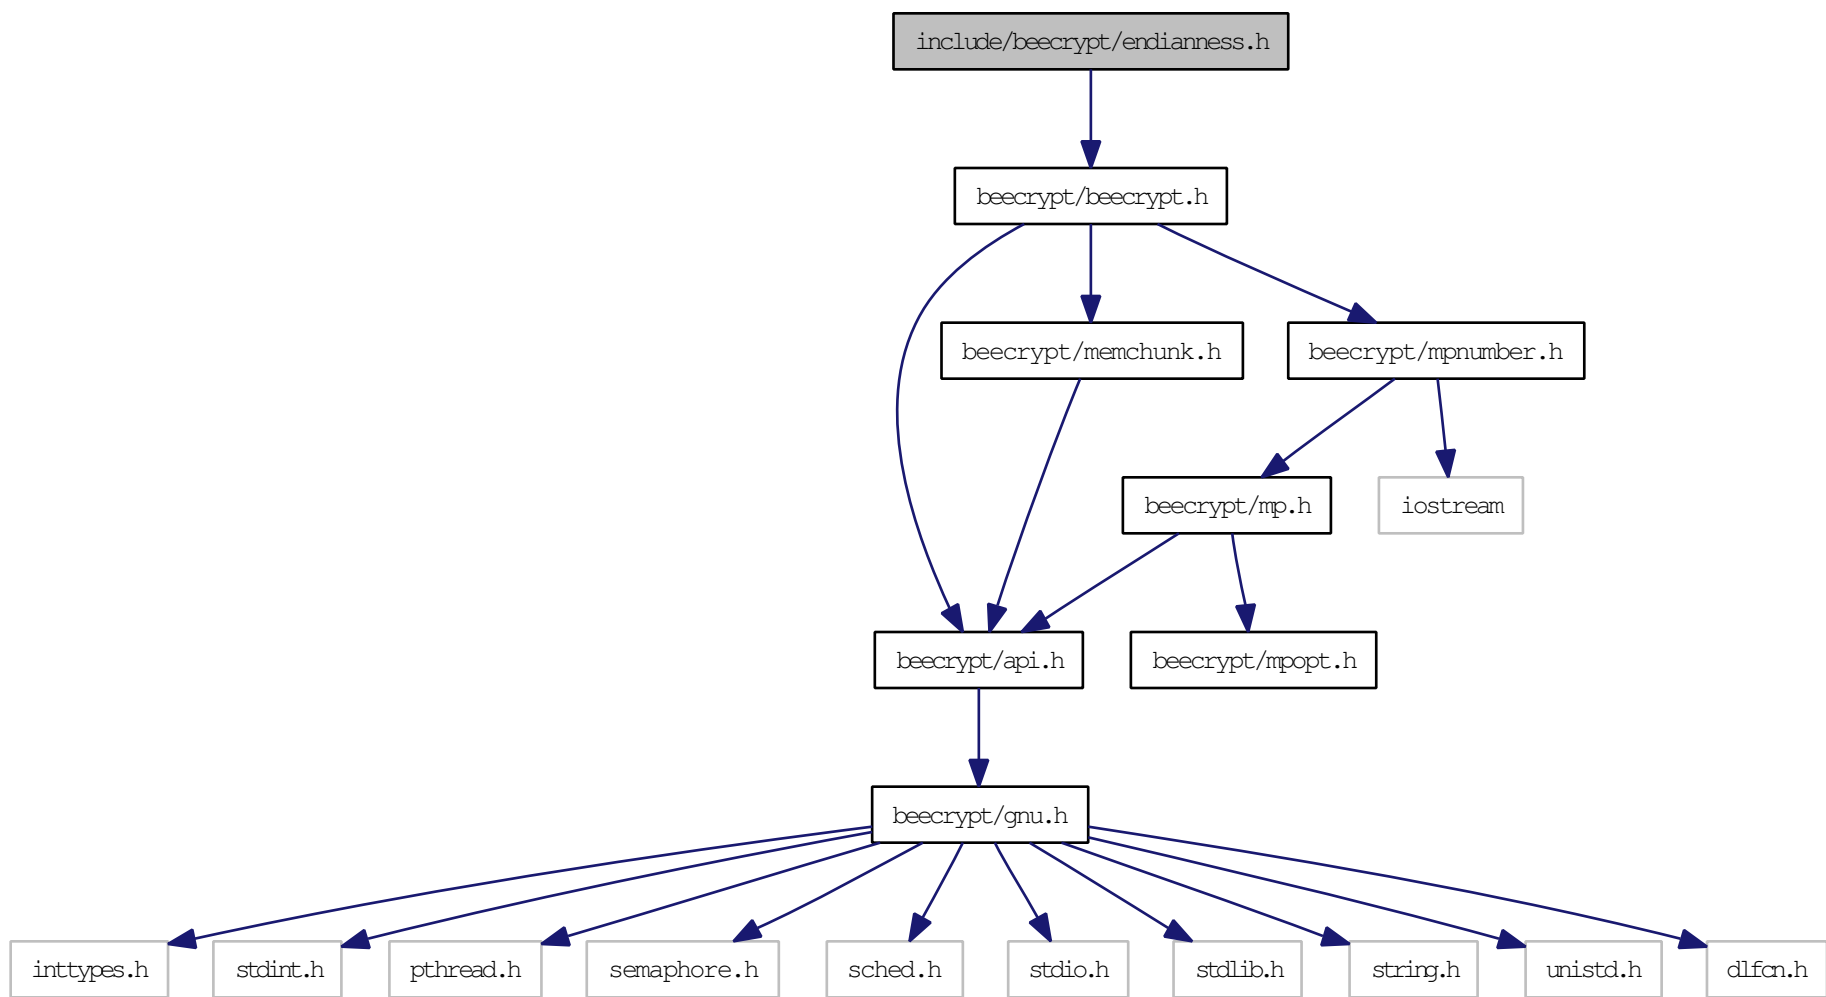 include/beecrypt/endianness.h
beecrypt/beecrypt.h
beecrypt/memchunk.h
beecrypt/mpnumber.h
beecrypt/mp.h
iostream
beecrypt/api.h
beecrypt/mpopt.h
beecrypt/gnu.h
inttypes.h
stdint.h
pthread.h
semaphore.h
sched.h
stdio.h
stdlib.h
string.h
unistd.h
dlfcn.h